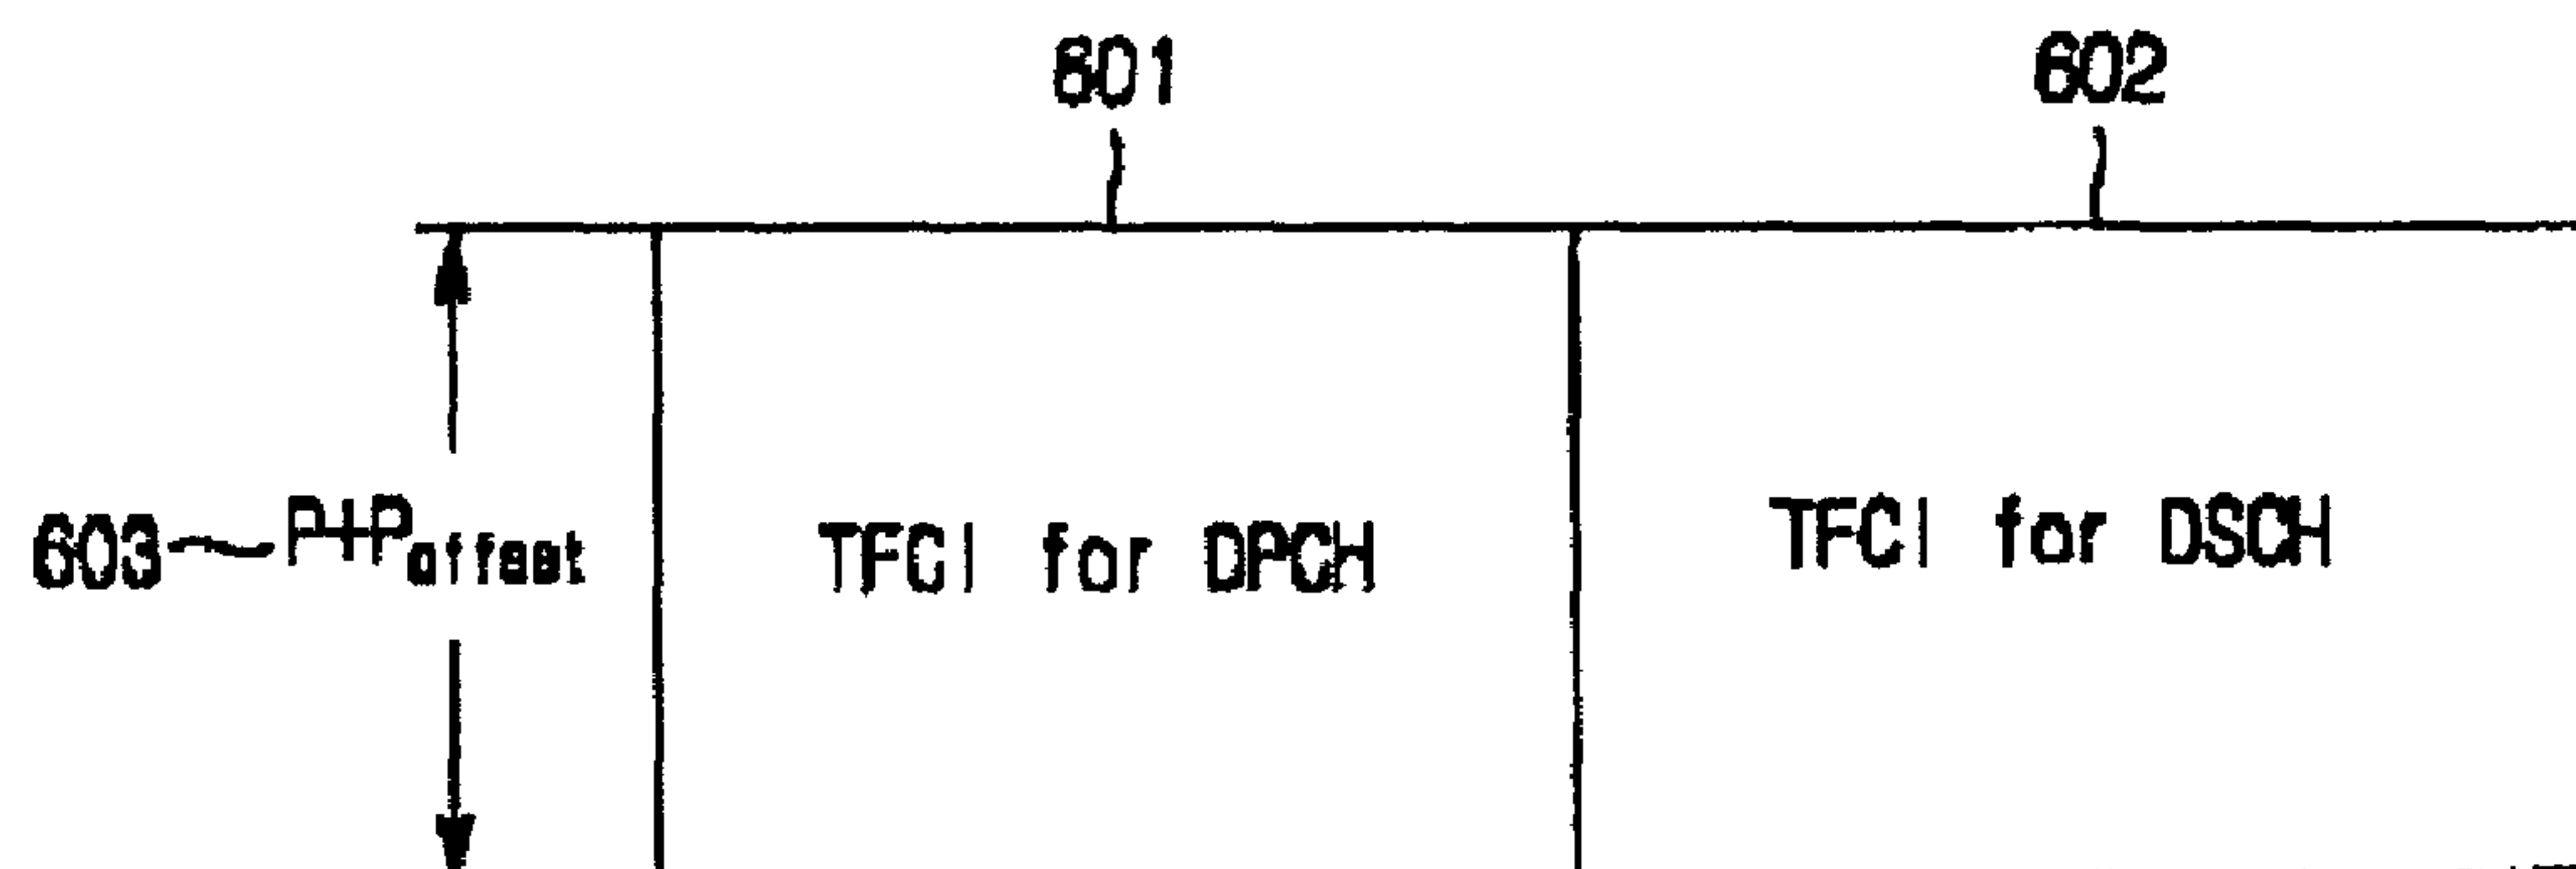 601 602
603 P+Poffset TFCI for DPCH TFCI for DSCH